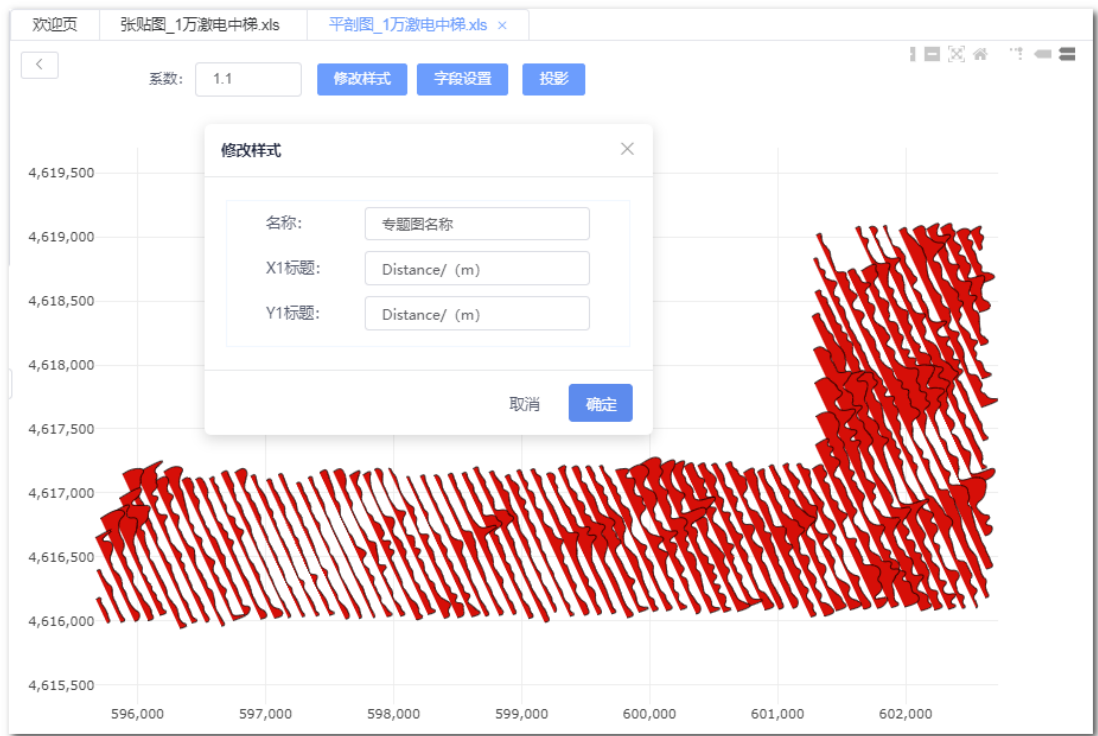 欢迎页 张贴图_1万激电中梯.xls 平剖图_1万激电中梯.xls ×
系数: 1.1 修改样式 字段设置 投影
修改样式
名称: 专题图名称
X1标题: Distance/（m）
Y1标题: Distance/（m）
取消 确定
4,619,500
4,619,000
4,618,500
4,618,000
4,617,500
4,617,000
4,616,500
4,616,000
4,615,500
596,000 597,000 598,000 599,000 600,000 601,000 602,000